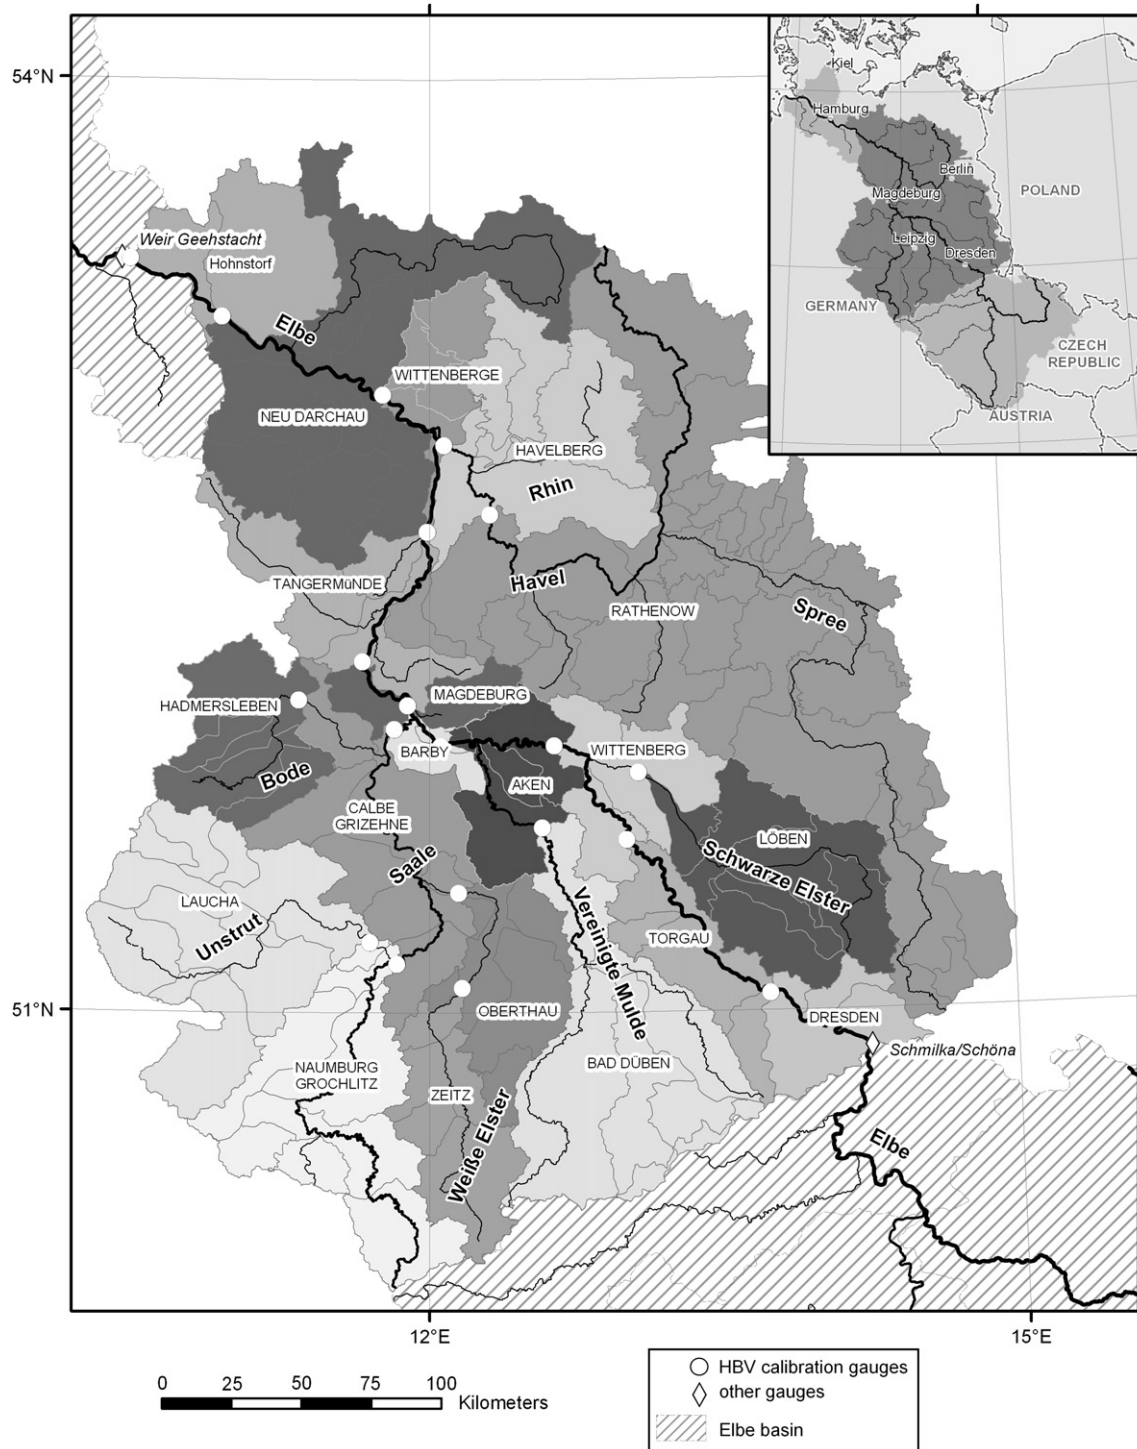 54°N
Kiel
Hamburg
Berlin
Magdeburg
POLAND
Leipzig
Dresden
GERMANY
CZECH
REPUBLIC
AUSTRIA
Weir Geehstacht
Hohnstorf
Elbe
WITTENBERGE
NEU DARCHAU
HAVELBERG
Rhin
TANGERMüNDE
Havel
RATHENOW
Spree
HADMERSLEBEN
MAGDEBURG
BARBY
WITTENBERG
Bode
AKEN
CALBE
GRIZEHNE
LÖBEN
Saale
Schwarze Elster
LAUCHA
Unstrut
Vereinigte Mulde
TORGAU
51°N
OBERTHAU
DRESDEN
Schmilka/Schöna
NAUMBURG
GROCHLITZ
ZEITZ
BAD DÜBEN
Weiße Elster
Elbe
12°E
15°E
0 25 50 75 100
Kilometers
HBV calibration gauges
other gauges
Elbe basin